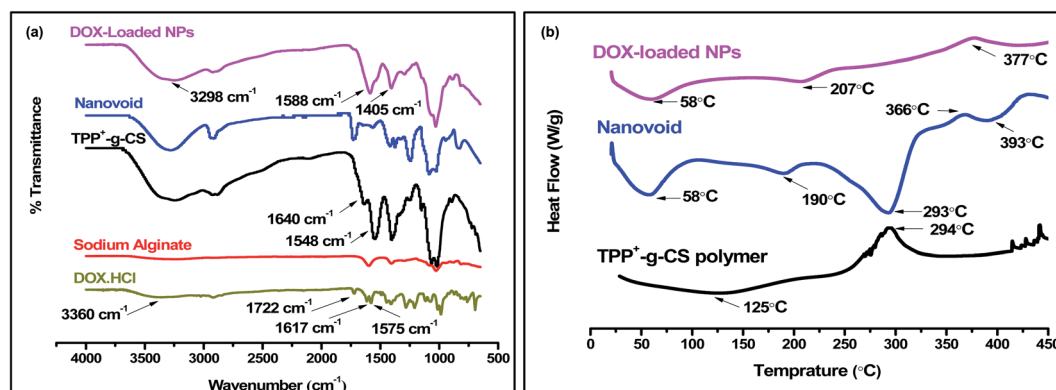 (a)
DOX-Loaded NPs
3298 cm-1
1588 cm-1
1405 cm-1
Nanovoid
TPP+-g-CS
1640 cm-1
1548 cm-1
Sodium Alginate
DOX.HCl
3360 cm-1
1722 cm-1
1617 cm-1
1575 cm-1
% Transmittance
4000 3500 3000 2500 2000 1500 1000 500
Wavenumber (cm-1)
(b)
DOX-loaded NPs
58°C
207°C
377°C
Nanovoid
58°C
190°C
293°C
366°C
393°C
294°C
TPP+-g-CS polymer
125°C
Heat Flow (W/g)
0 50 100 150 200 250 300 350 400 450
Temprature (°C)